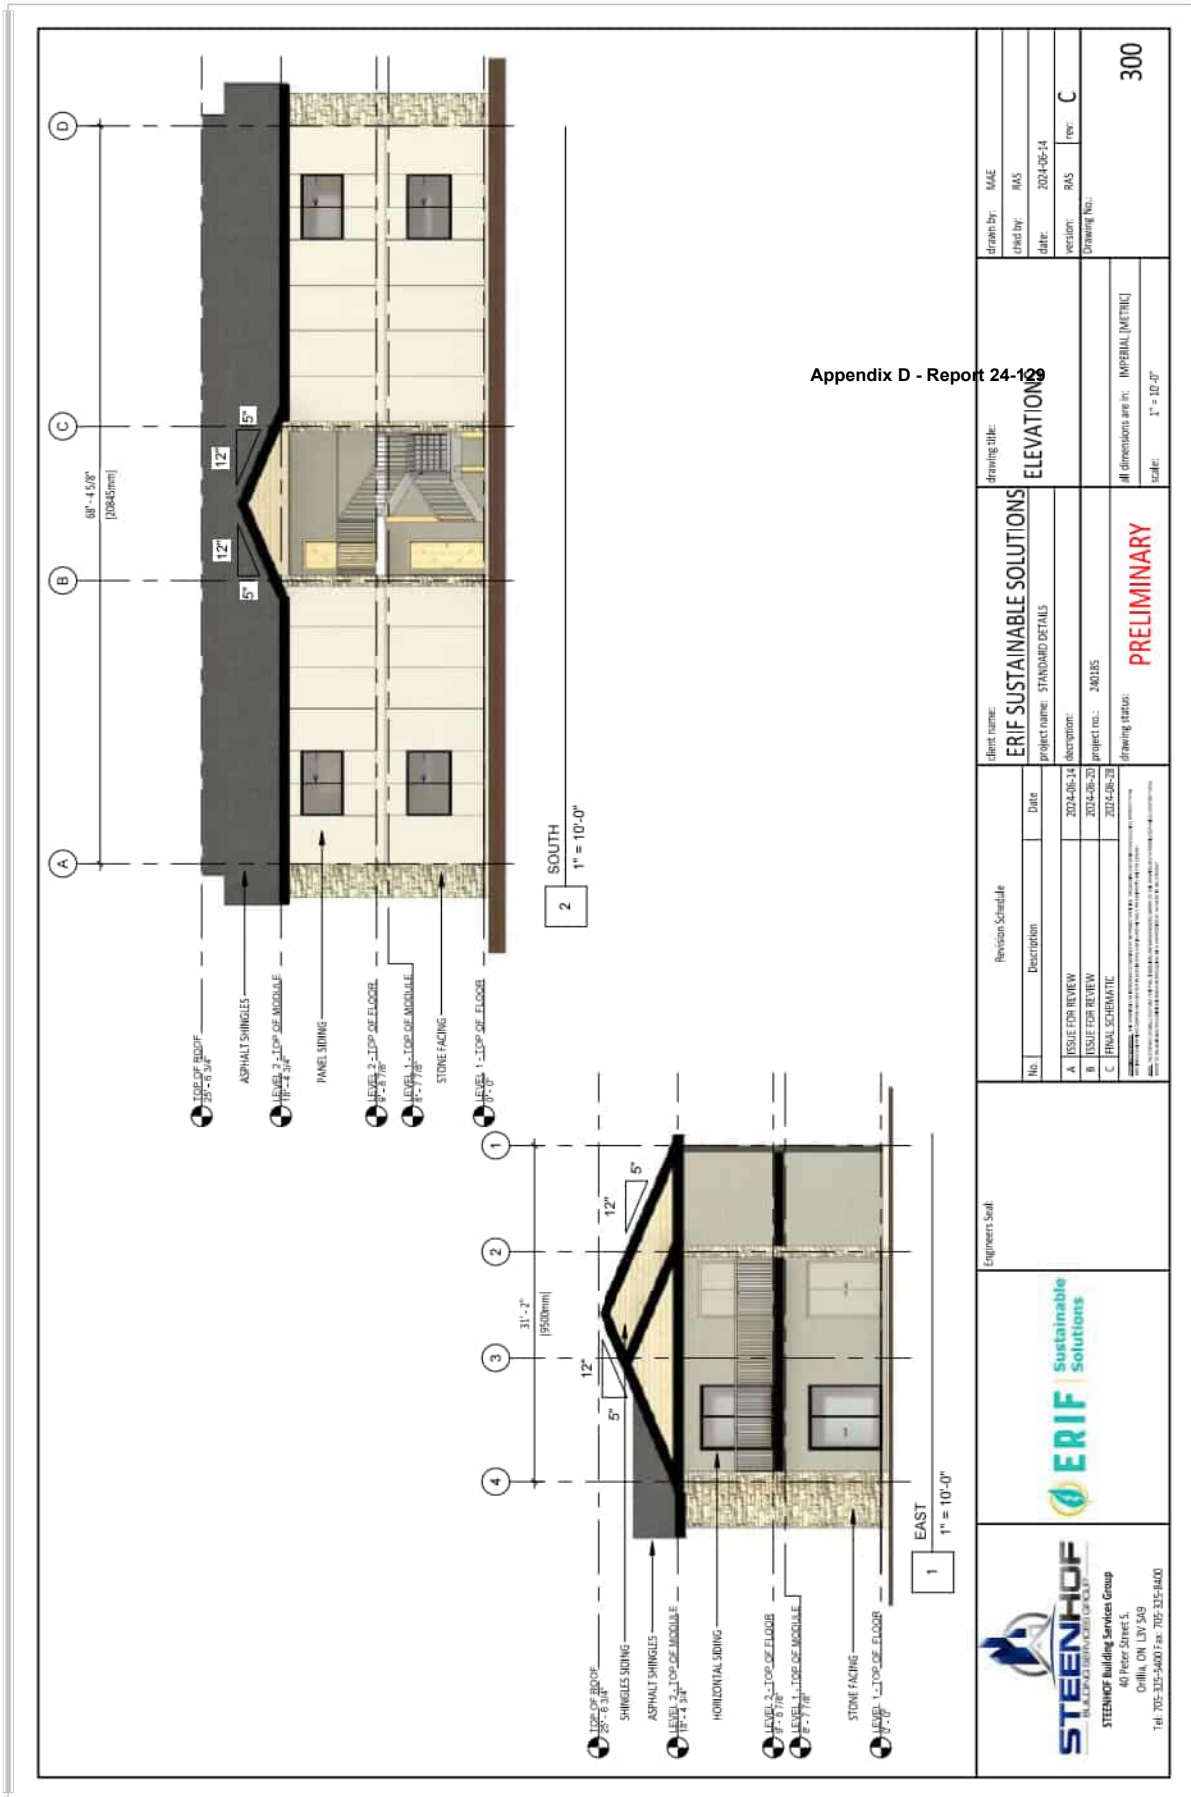 A
B
C
D
68' - 4 5/8"
[20845mm]
12"
5"
12"
5"
TOP OF ROOF
25' - 6 3/4"
ASPHALT SHINGLES
LEVEL 2 - TOP OF MODULE
18' - 4 3/4"
PANEL SIDING
LEVEL 2 - TOP OF FLOOR
9' - 8 7/8"
LEVEL 1 - TOP OF MODULE
8' - 7 7/8"
STONE FACING
LEVEL 1 - TOP OF FLOOR
0' - 0"
2
SOUTH
1" = 10'-0"
4
3
2
1
31' - 2"
[9500mm]
12"
5"
12"
5"
TOP OF ROOF
25' - 6 3/4"
SHINGLES SIDING
ASPHALT SHINGLES
LEVEL 2 - TOP OF MODULE
18' - 4 3/4"
HORIZONTAL SIDING
LEVEL 2 - TOP OF FLOOR
9' - 8 7/8"
LEVEL 1 - TOP OF MODULE
8' - 7 7/8"
STONE FACING
LEVEL 1 - TOP OF FLOOR
0' - 0"
1
EAST
1" = 10'-0"
Appendix D - Report 24-129
STEENHOF
BUILDING SERVICES GROUP
STEENHOF Building Services Group
40 Peter Street S.
Orillia, ON L3V 5A9
Tel: 705-325-5400 Fax: 705-325-8400
ERIF Sustainable
Solutions
Engineers Seal:
Revision Schedule
No. Description Date
A ISSUE FOR REVIEW 2024-06-14
B ISSUE FOR REVIEW 2024-06-20
C FINAL SCHEMATIC 2024-06-28
client name:
ERIF SUSTAINABLE SOLUTIONS
project name: STANDARD DETAILS
decription:
project no.: 240185
drawing status:
PRELIMINARY
drawing title:
ELEVATIONS
all dimensions are in: IMPERIAL [METRIC]
scale: 1" = 10'-0"
drawn by: MAE
chkd by: RAS
date: 2024-06-14
version: RAS rev: C
Drawing No.:
300